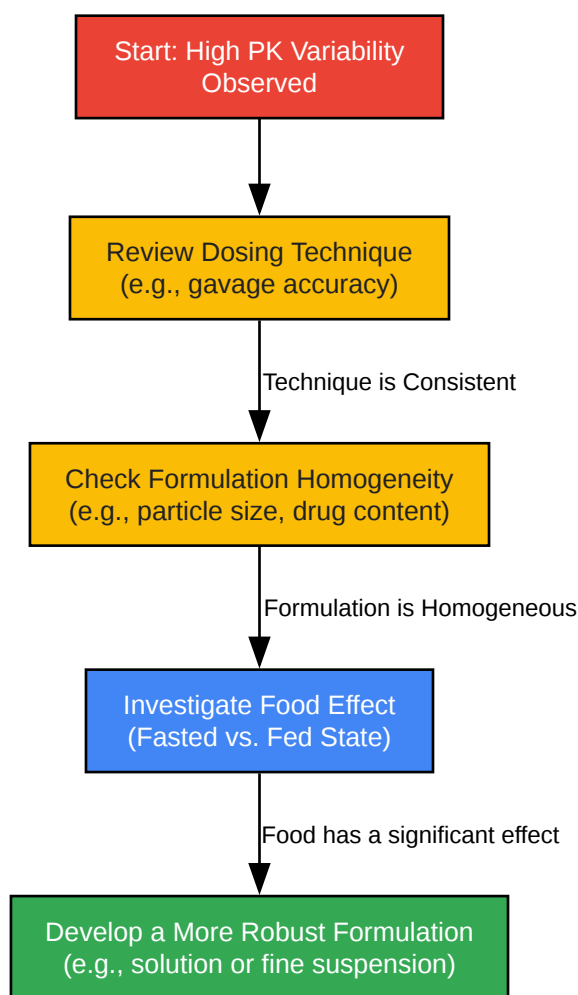 Start: High PK Variability
Observed
Review Dosing Technique
(e.g., gavage accuracy)
Technique is Consistent
Check Formulation Homogeneity
(e.g., particle size, drug content)
Formulation is Homogeneous
Investigate Food Effect
(Fasted vs. Fed State)
Food has a significant effect
Develop a More Robust Formulation
(e.g., solution or fine suspension)